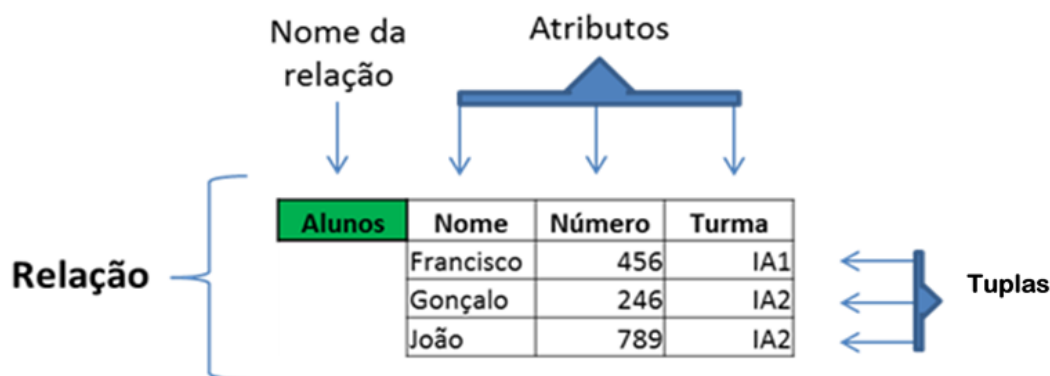 Nome da
relação
Atributos
Alunos Nome Número Turma
Francisco 456 IA1
Relação
Gonçalo 246 IA2
Tuplas
João 789 IA2